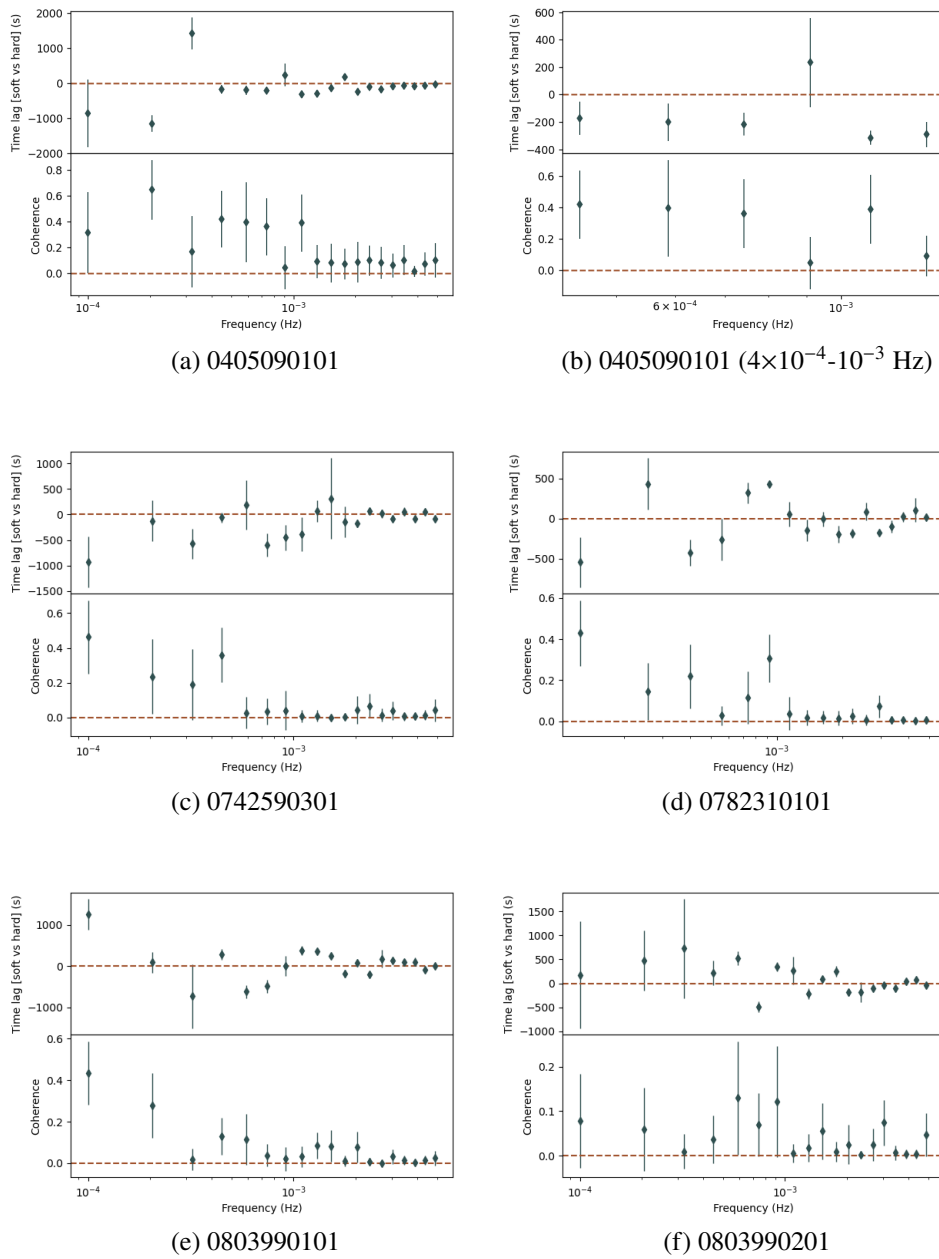 2000
1000
0
−1000
−2000
Time lag [soft vs hard] (s)
0.8
0.6
0.4
0.2
0.0
Coherence
10−4
10−3
Frequency (Hz)
(a) 0405090101
600
400
200
0
−200
−400
Time lag [soft vs hard] (s)
0.6
0.4
0.2
0.0
Coherence
6 × 10−4
10−3
Frequency (Hz)
(b) 0405090101 (4×10−4-10−3 Hz)
1000
500
0
−500
−1000
−1500
Time lag [soft vs hard] (s)
0.6
0.4
0.2
0.0
Coherence
10−4
10−3
Frequency (Hz)
(c) 0742590301
500
0
−500
Time lag [soft vs hard] (s)
0.6
0.4
0.2
0.0
Coherence
10−3
Frequency (Hz)
(d) 0782310101
1000
0
−1000
Time lag [soft vs hard] (s)
0.6
0.4
0.2
0.0
Coherence
10−4
10−3
Frequency (Hz)
(e) 0803990101
1500
1000
500
0
−500
−1000
Time lag [soft vs hard] (s)
0.2
0.1
0.0
Coherence
10−4
10−3
Frequency (Hz)
(f) 0803990201